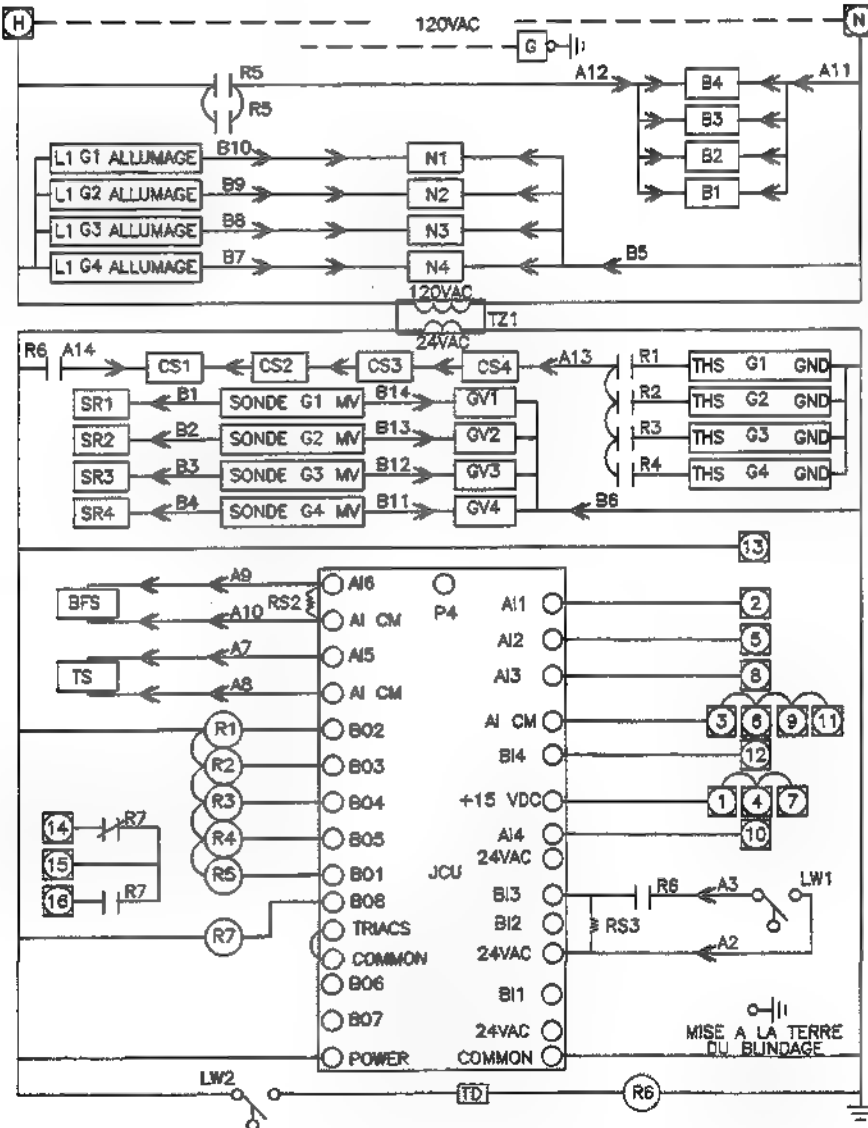 H 120VAC N
G
R5 A12 A11
R5 B4
B3
B10 B2
L1 G1 ALLUMAGE N1 B1
B9
L1 G2 ALLUMAGE N2
B8
L1 G3 ALLUMAGE N3
B7 B5
L1 G4 ALLUMAGE N4
120VAC
TZ1
24VAC
R6 A14 CS1 CS2 CS3 CS4 A13 R1 THS G1 GND
SR1 B1 SONDE G1 MV B14 GV1 R2 THS G2 GND
SR2 B2 SONDE G2 MV B13 GV2 R3 THS G3 GND
SR3 B3 SONDE G3 MV B12 GV3 R4 THS G4 GND
SR4 B4 SONDE G4 MV B11 GV4 B6
13
A9 AI6 P4
BFS RS2 AI1 2
A10 AI CM
AI2 5
A7 AI5
TS AI3 8
A8 AI CM
R1 BO2 AI CM 3 6 9 11
BI4 12
R2 BO3
R3 BO4 +15 VDC 1 4 7
14 R7
R4 BO5 AI4 10
15 24VAC
R5 BO1 JCU
16 R7 BO8 BI3 R6 A3 LW1
R7 TRIACS BI2 RS3
COMMON 24VAC A2
BO6
BI1
BO7
24VAC MISE A LA TERRE
DU BLINDAGE
POWER COMMON
LW2 TD R6